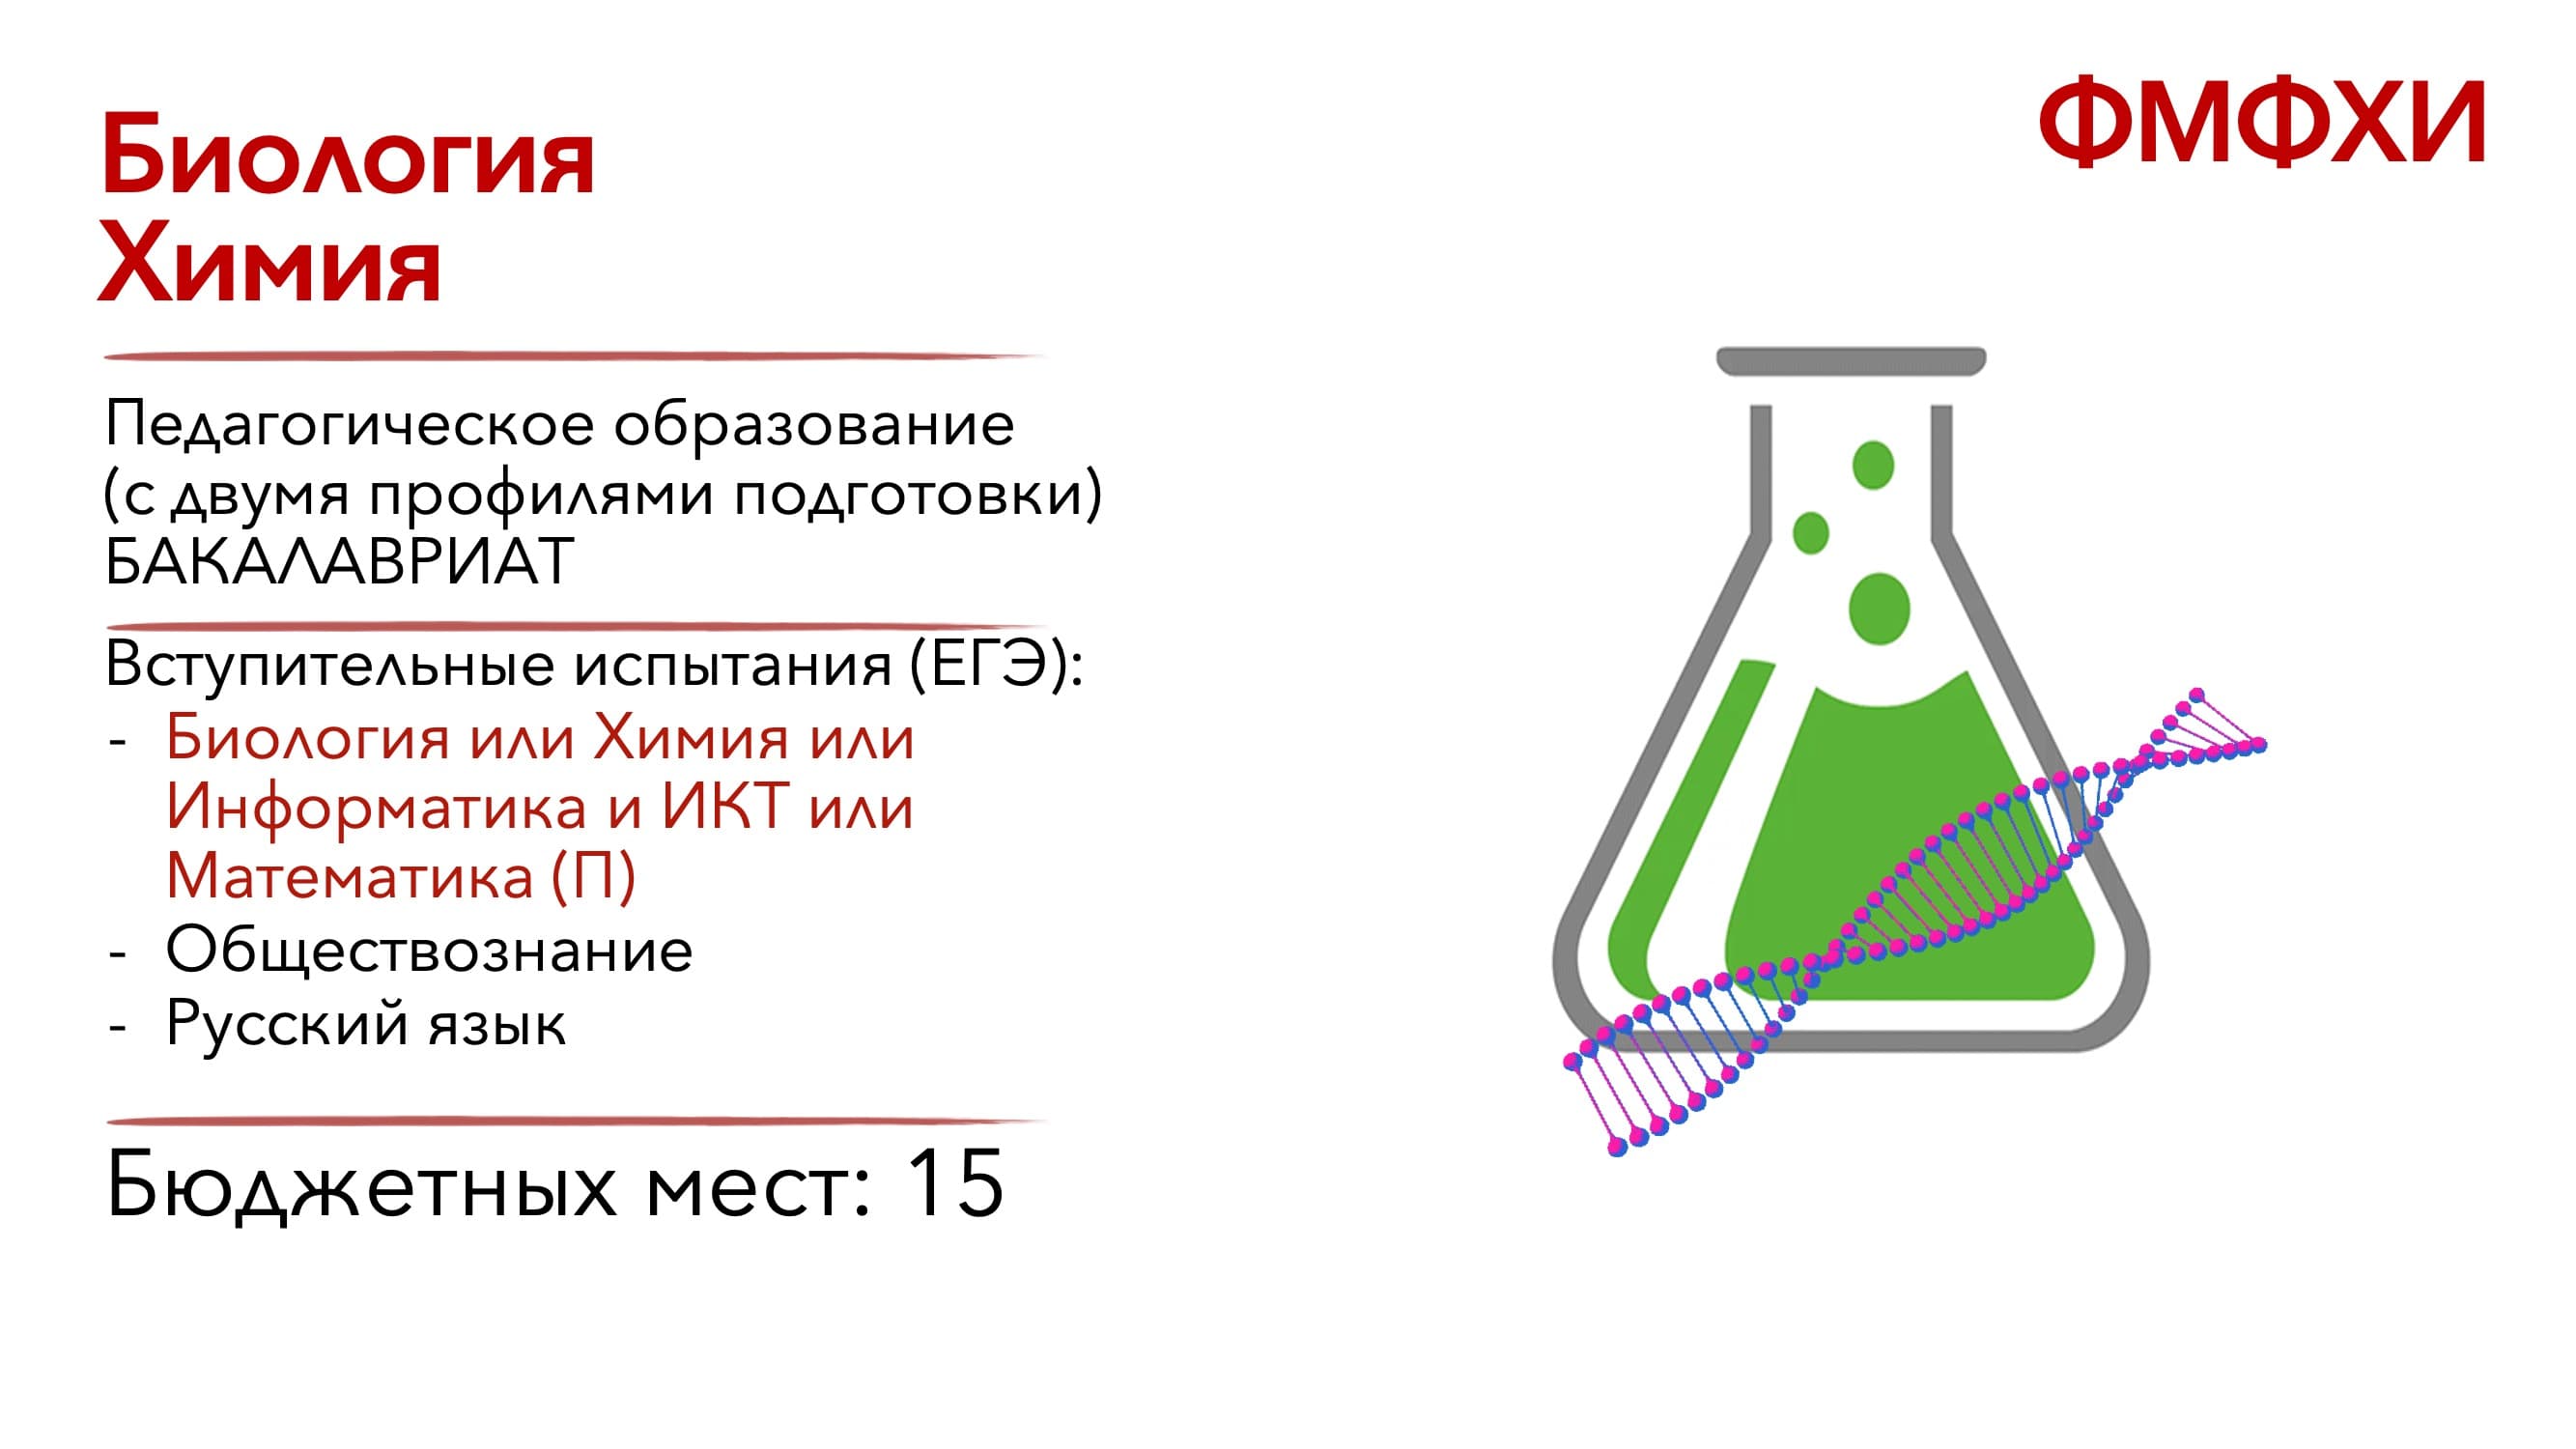 ФМФХИ
Биология
Химия
Педагогическое образование
(с двумя профилями подготовки)
БАКАЛАВРИАТ
Вступительные испытания (ЕГЭ):
- Биология или Химия или
Информатика и ИКТ или
Математика (П)
- Обществознание
- Русский язык
Бюджетных мест: 15